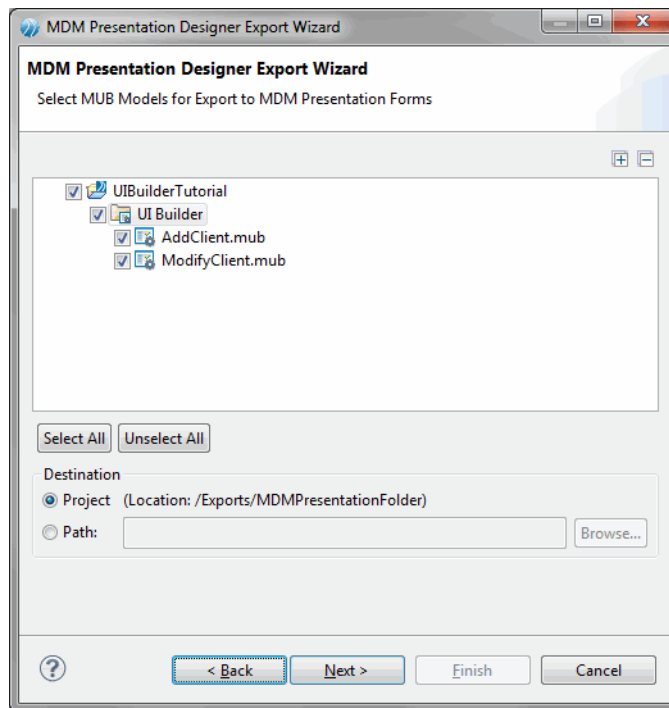 MDM Presentation Designer Export Wizard
MDM Presentation Designer Export Wizard
Select MUB Models for Export to MDM Presentation Forms
UIBuilderTutorial
UI Builder
AddClient.mub
ModifyClient.mub
Select All Unselect All
Destination
Project (Location: /Exports/MDMPresentationFolder)
Path: Browse...
? < Back Next > Finish Cancel